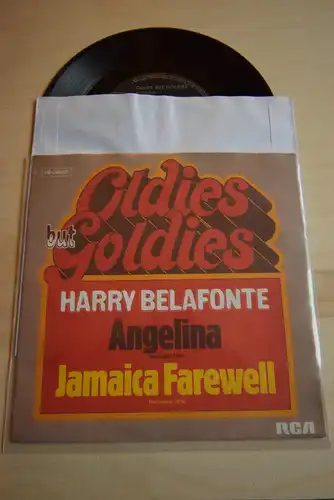 Oldies
but
Goldies
HARRY BELAFONTE
Angelina
Jamaica Farewell
RCA